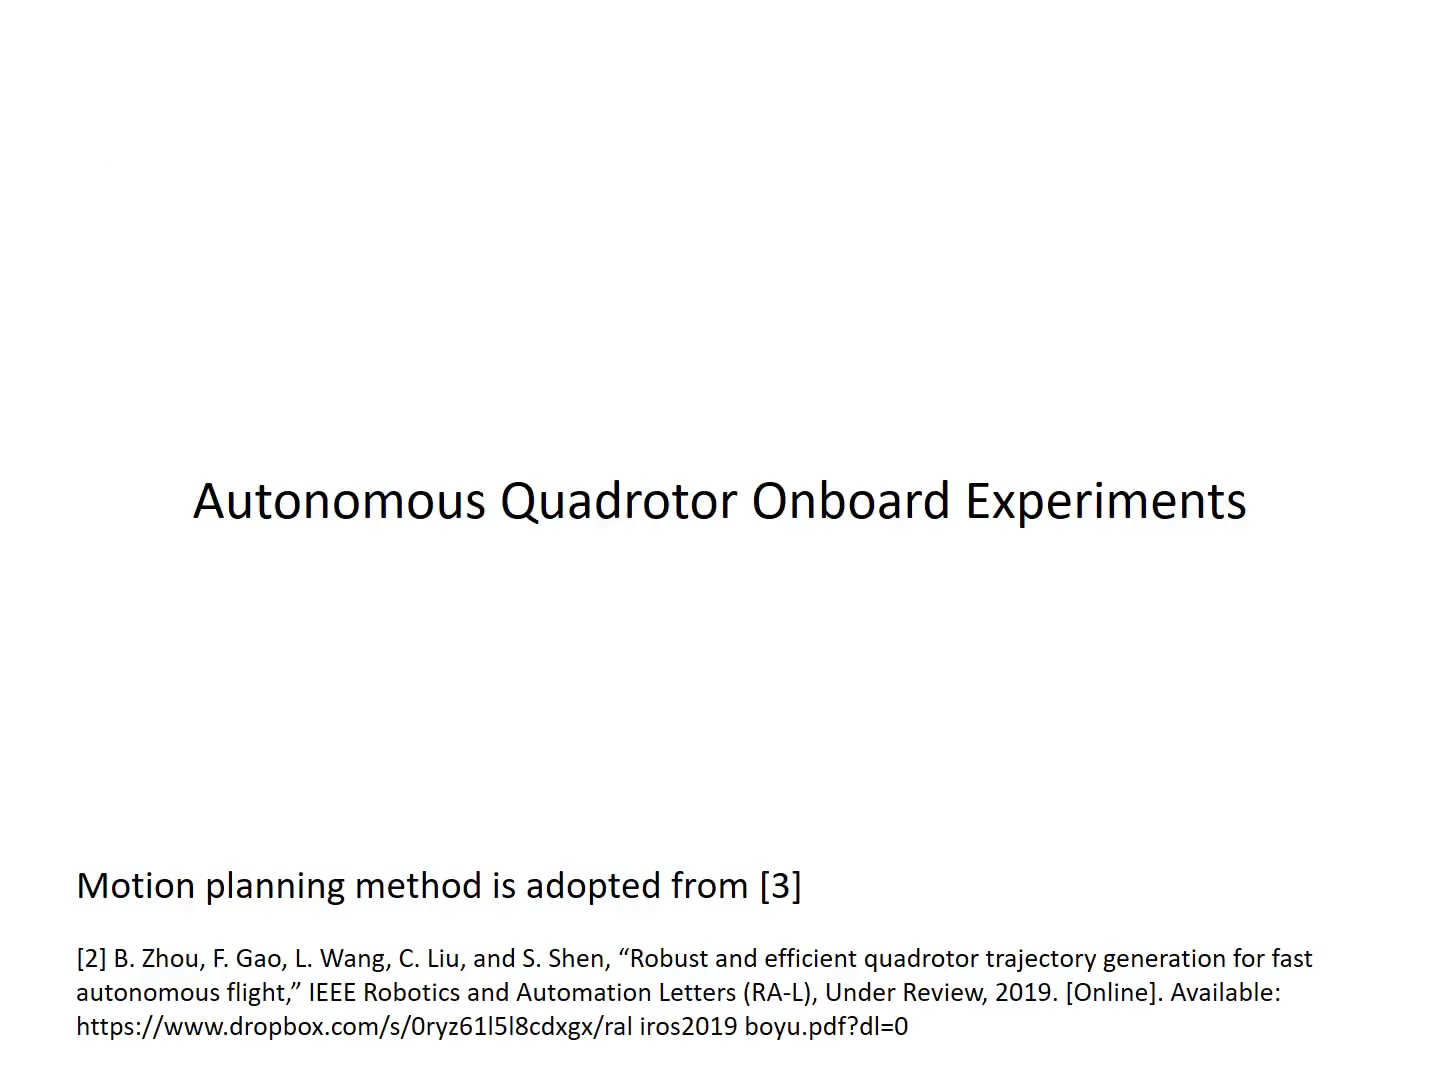 Autonomous Quadrotor Onboard Experiments
Motion planning method is adopted from [3]
[2] B. Zhou, F. Gao, L. Wang, C. Liu, and S. Shen, “Robust and efficient quadrotor trajectory generation for fast
autonomous flight,” IEEE Robotics and Automation Letters (RA-L), Under Review, 2019. [Online]. Available:
https://www.dropbox.com/s/0ryz61l5l8cdxgx/ral iros2019 boyu.pdf?dl=0